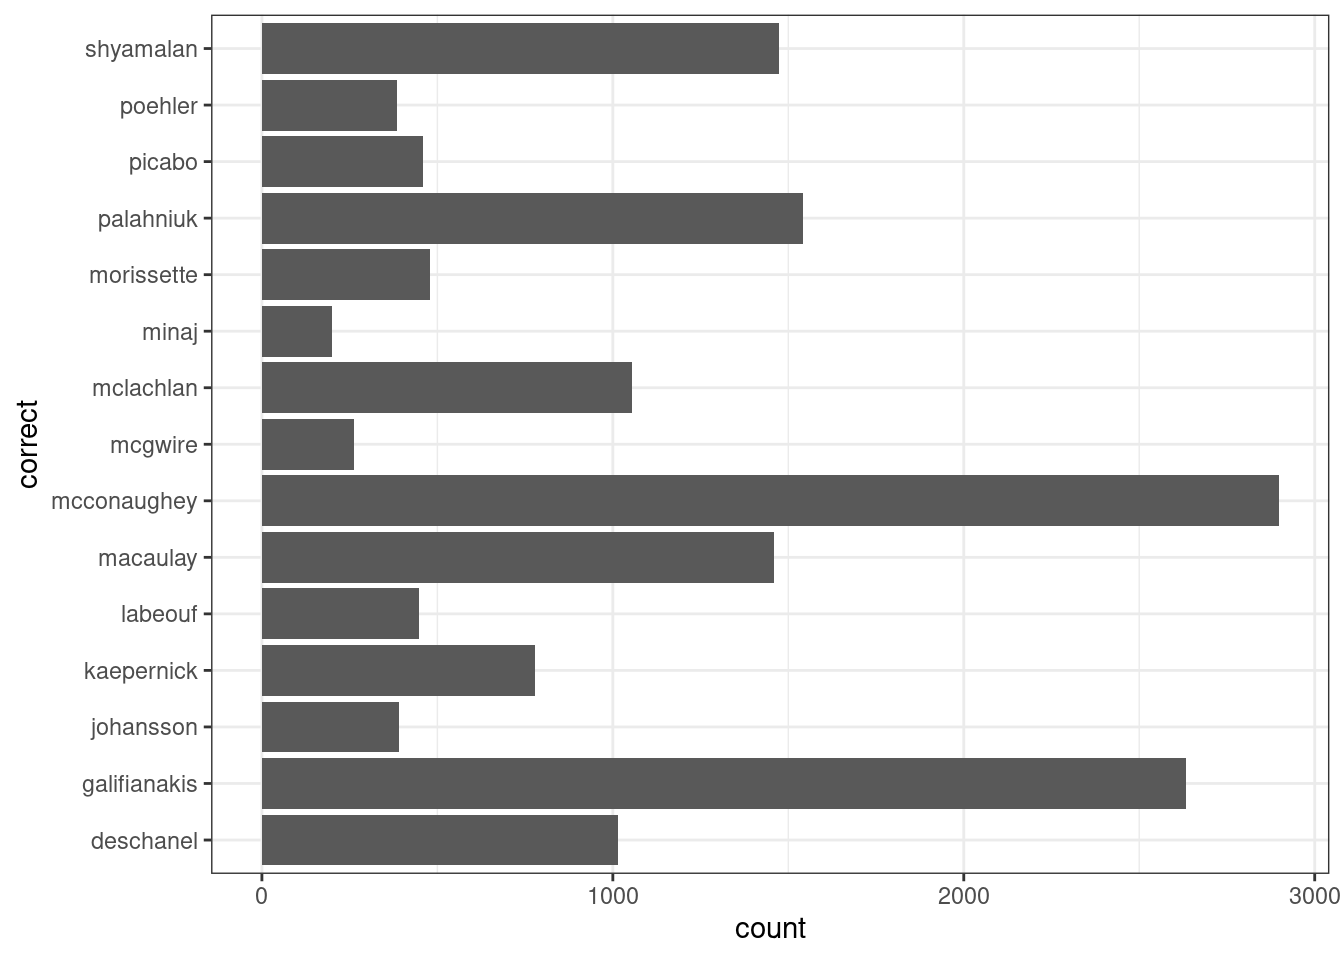 shyamalan
poehler
picabo
palahniuk
morissette
minaj
mclachlan
mcgwire
mcconaughey
macaulay
labeouf
kaepernick
johansson
galifianakis
deschanel
correct
0 1000 2000 3000
count